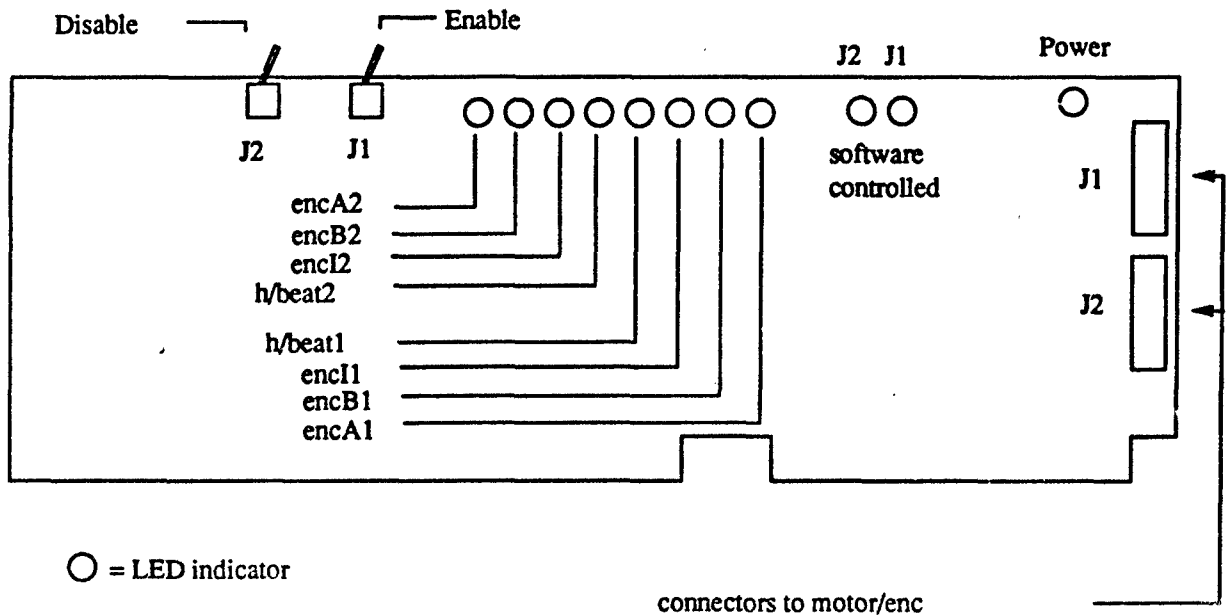 Disable
Enable
J2 J1
Power
J2
J1
software
controlled
J1
encA2
encB2
encI2
h/beat2
J2
h/beat1
encI1
encB1
encA1
= LED indicator
connectors to motor/enc